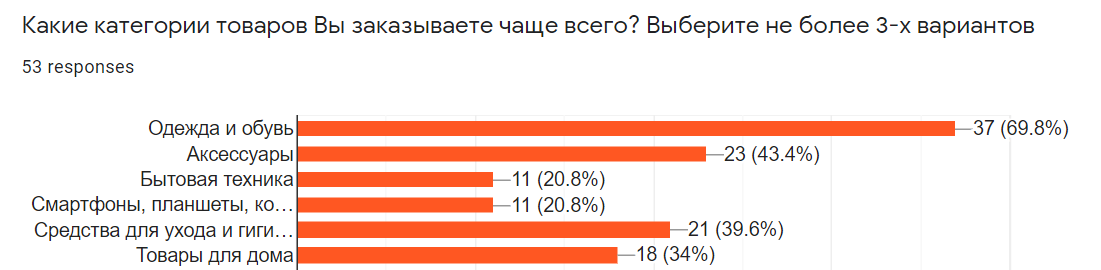 Какие категории товаров Вы заказываете чаще всего? Выберите не более 3-х вариантов
53 responses
Одежда и обувь 37 (69.8%)
Аксессуары 23 (43.4%)
Бытовая техника 11 (20.8%)
Смартфоны, планшеты, ко... 11 (20.8%)
Средства для ухода и гиги... 21 (39.6%)
Товары для дома 18 (34%)